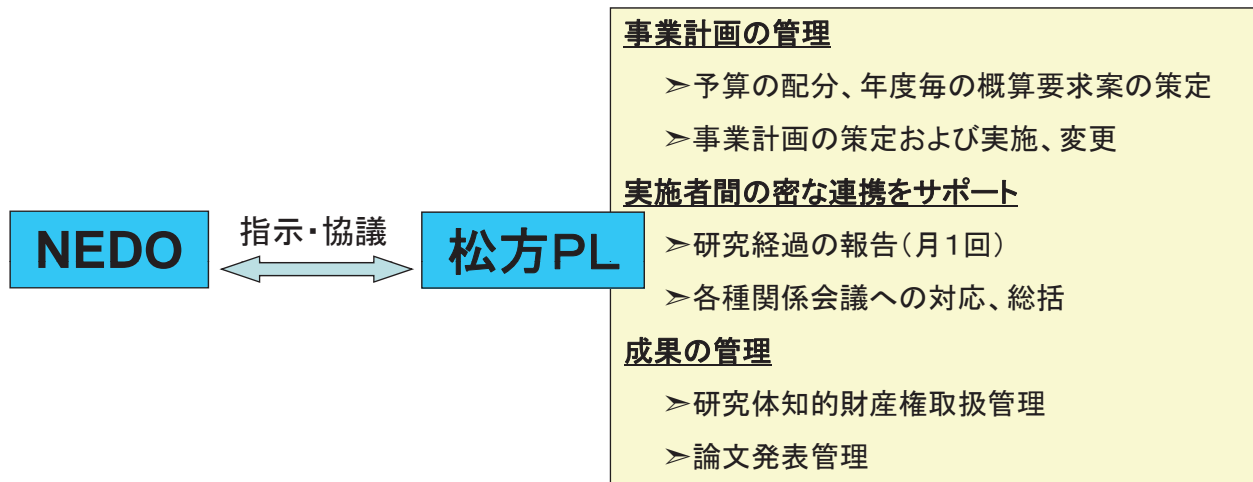 NEDO
指示・協議
松方PL
事業計画の管理
➢予算の配分、年度毎の概算要求案の策定
➢事業計画の策定および実施、変更
実施者間の密な連携をサポート
➢研究経過の報告(月1回)
➢各種関係会議への対応、総括
成果の管理
➢研究体知的財産権取扱管理
➢論文発表管理